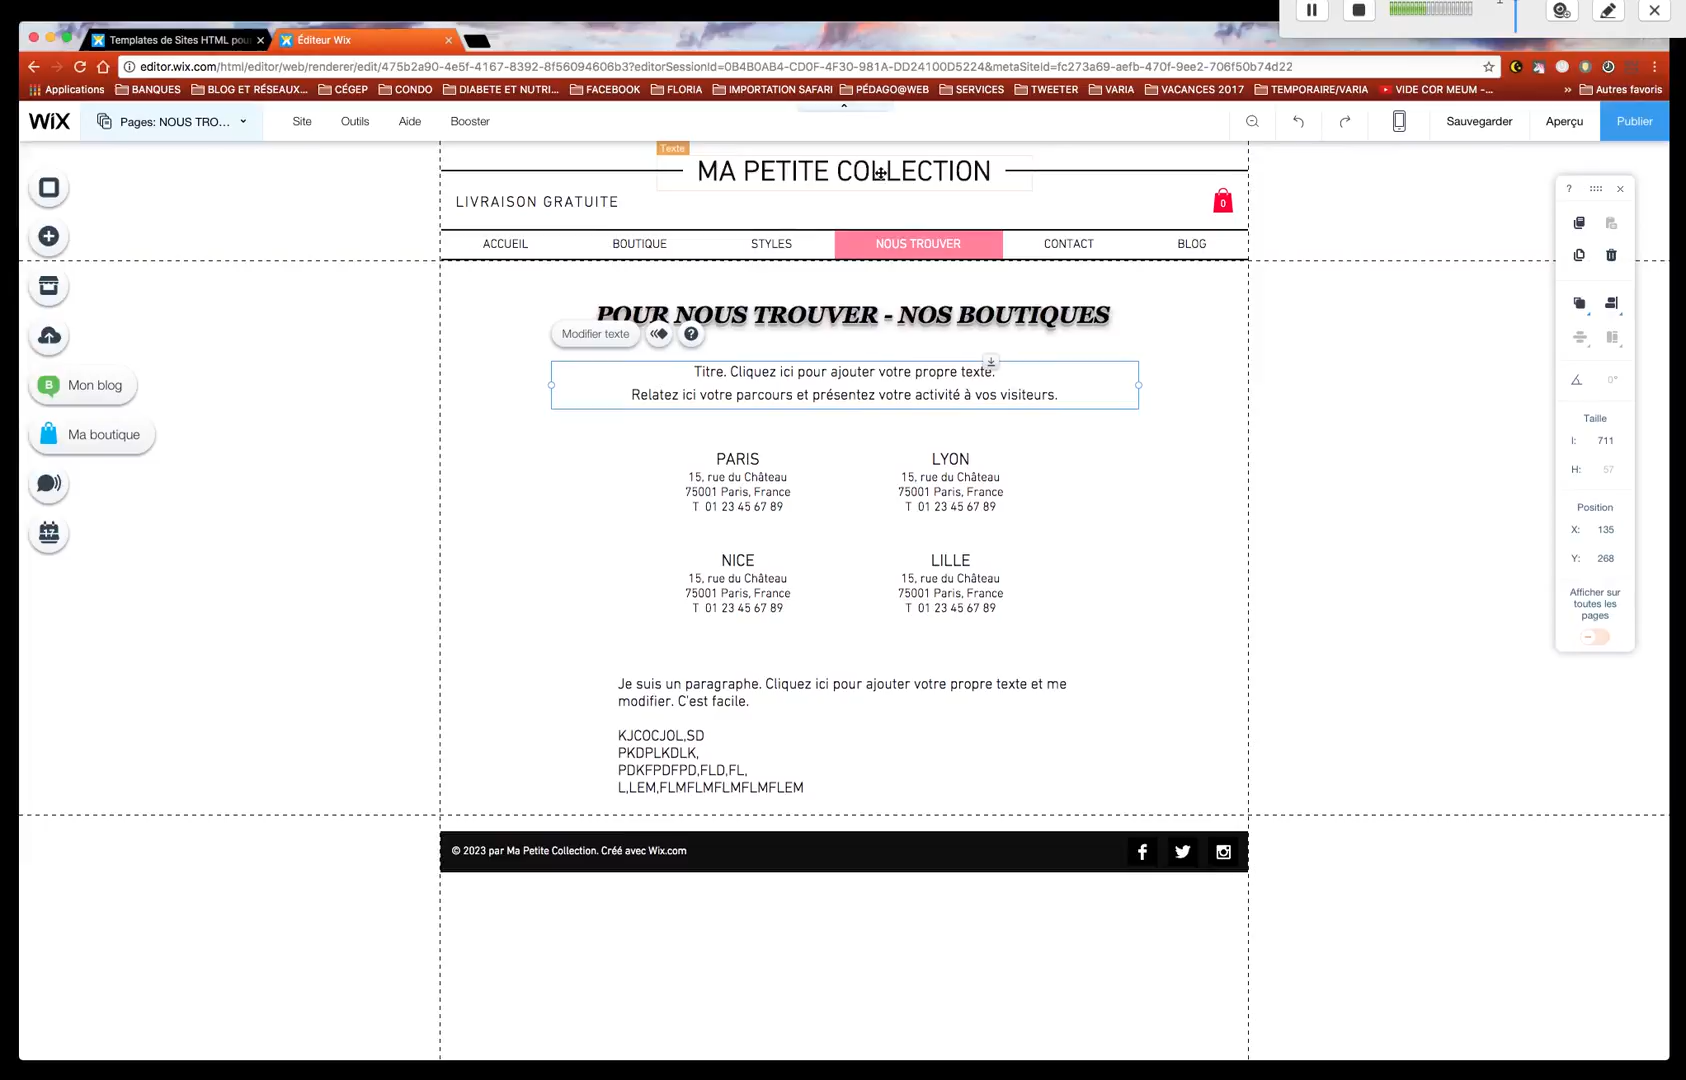 Templates de Sites HTML pou
Éditeur Wix
editor.wix.com/html/editor/web/renderer/edit/475b2a90-4e5f-4167-8392-8f56094606b3?editorSessionId=0B4B0AB4-CD0F-4F30-981A-DD24100D5224&metaSiteId=fc273a69-aefb-470f-9ee2-706f50b74d22
Applications BANQUES BLOG ET RÉSEAUX... CÉGEP CONDO DIABETE ET NUTRI... FACEBOOK FLORIA IMPORTATION SAFARI PÉDAGO@WEB SERVICES TWEETER VARIA VACANCES 2017 TEMPORAIRE/VARIA VIDE COR MEUM -... » Autres favoris
WiX Pages: NOUS TRO... Site Outils Aide Booster Sauvegarder Aperçu Publier
Texte
MA PETITE COLLECTION
LIVRAISON GRATUITE
0
ACCUEIL BOUTIQUE STYLES NOUS TROUVER CONTACT BLOG
POUR NOUS TROUVER - NOS BOUTIQUES
Modifier texte
?
Titre. Cliquez ici pour ajouter votre propre texte.
Relatez ici votre parcours et présentez votre activité à vos visiteurs.
B Mon blog
Ma boutique
17
PARIS
15, rue du Château
75001 Paris, France
T 01 23 45 67 89
LYON
15, rue du Château
75001 Paris, France
T 01 23 45 67 89
NICE
15, rue du Château
75001 Paris, France
T 01 23 45 67 89
LILLE
15, rue du Château
75001 Paris, France
T 01 23 45 67 89
Je suis un paragraphe. Cliquez ici pour ajouter votre propre texte et me
modifier. C'est facile.
KJCOCJOL,SD
PKDPLKDLK,
PDKFPDFPD,FLD,FL,
L,LEM,FLMFLMFLMFLMFLEM
© 2023 par Ma Petite Collection. Créé avec Wix.com
?
0°
Taille
l: 711
H: 57
Position
X: 135
Y: 268
Afficher sur
toutes les
pages